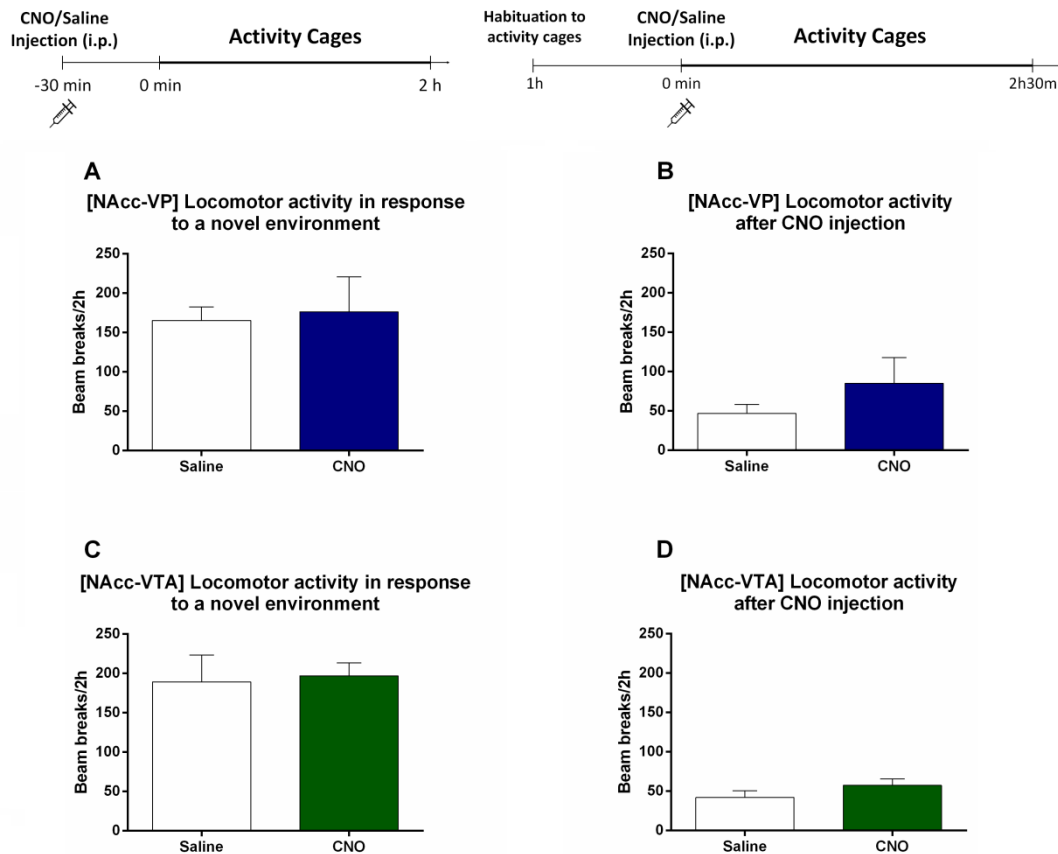 CNO/Saline
Injection (i.p.)
Activity Cages
-30 min
0 min
2 h
Habituation to
activity cages
CNO/Saline
Injection (i.p.)
Activity Cages
1h
0 min
2h30m
A
[NAcc-VP] Locomotor activity in response
to a novel environment
Beam breaks/2h
250
200
150
100
50
0
Saline
CNO
B
[NAcc-VP] Locomotor activity
after CNO injection
Beam breaks/2h
250
200
150
100
50
0
Saline
CNO
C
[NAcc-VTA] Locomotor activity in response
to a novel environment
Beam breaks/2h
250
200
150
100
50
0
Saline
CNO
D
[NAcc-VTA] Locomotor activity
after CNO injection
Beam breaks/2h
250
200
150
100
50
0
Saline
CNO